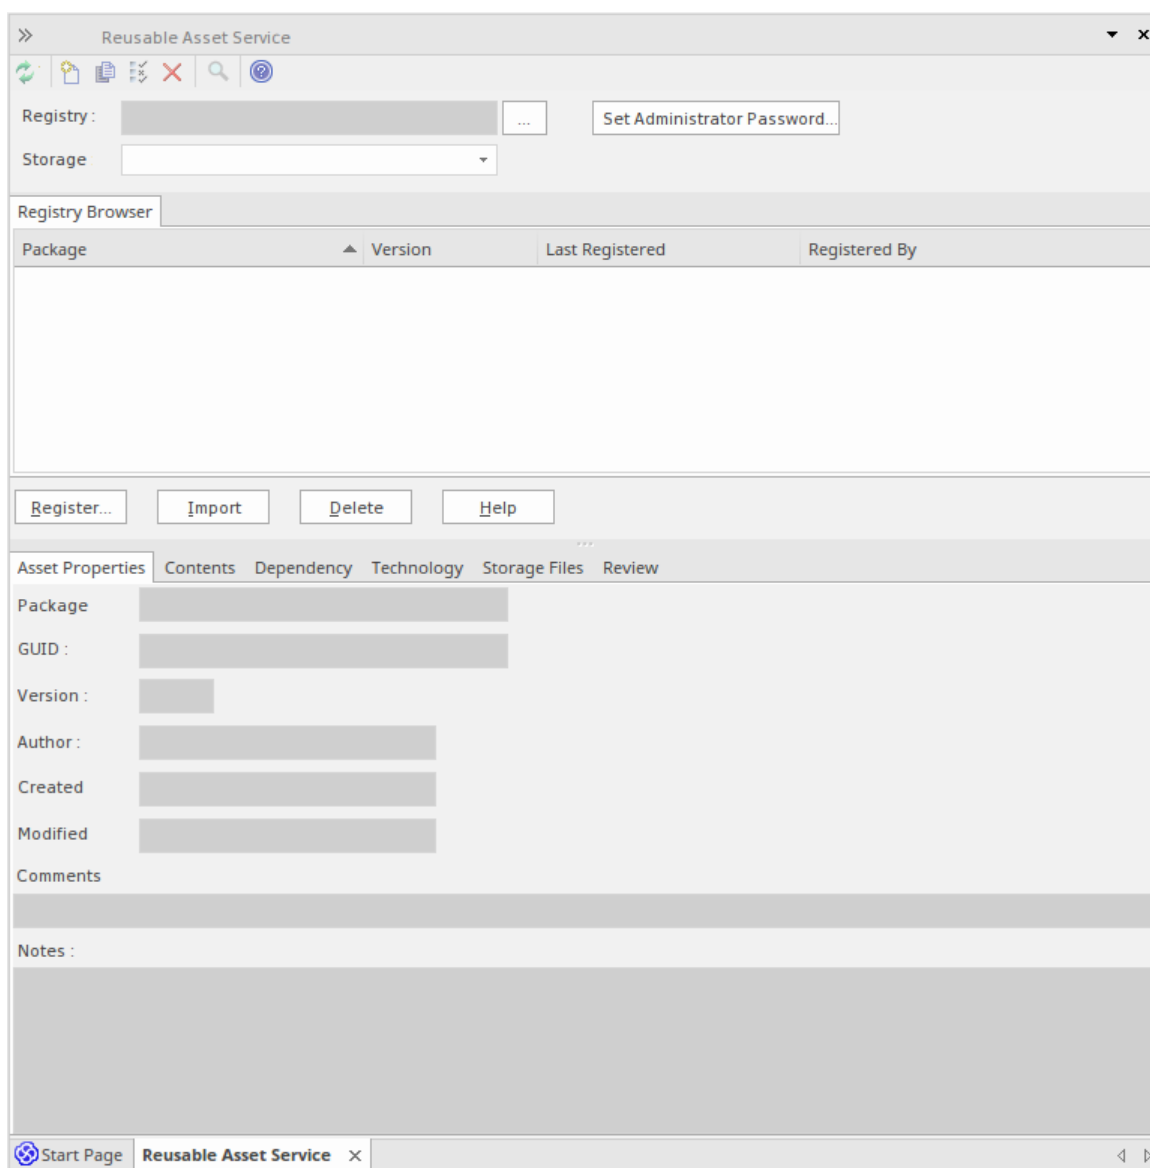 Reusable Asset Service
Registry :
...
Set Administrator Password...
Storage
Registry Browser
Package Version Last Registered Registered By
Register... Import Delete Help
Asset Properties Contents Dependency Technology Storage Files Review
Package
GUID :
Version :
Author :
Created
Modified
Comments
Notes :
Start Page Reusable Asset Service